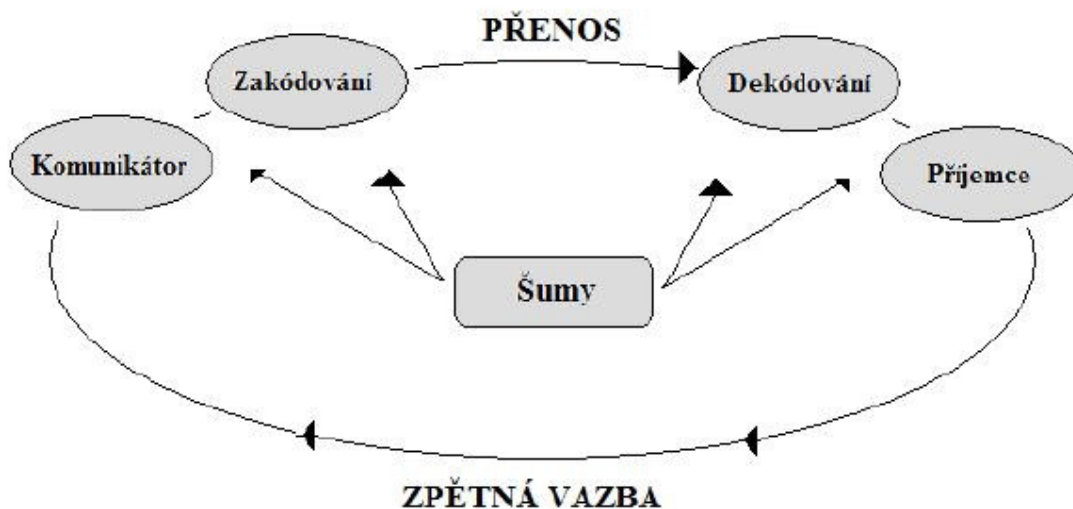 PŘENOS
Zakódování
Dekódování
Komunikátor
Příjemce
Šumy
ZPĚTNÁ VAZBA